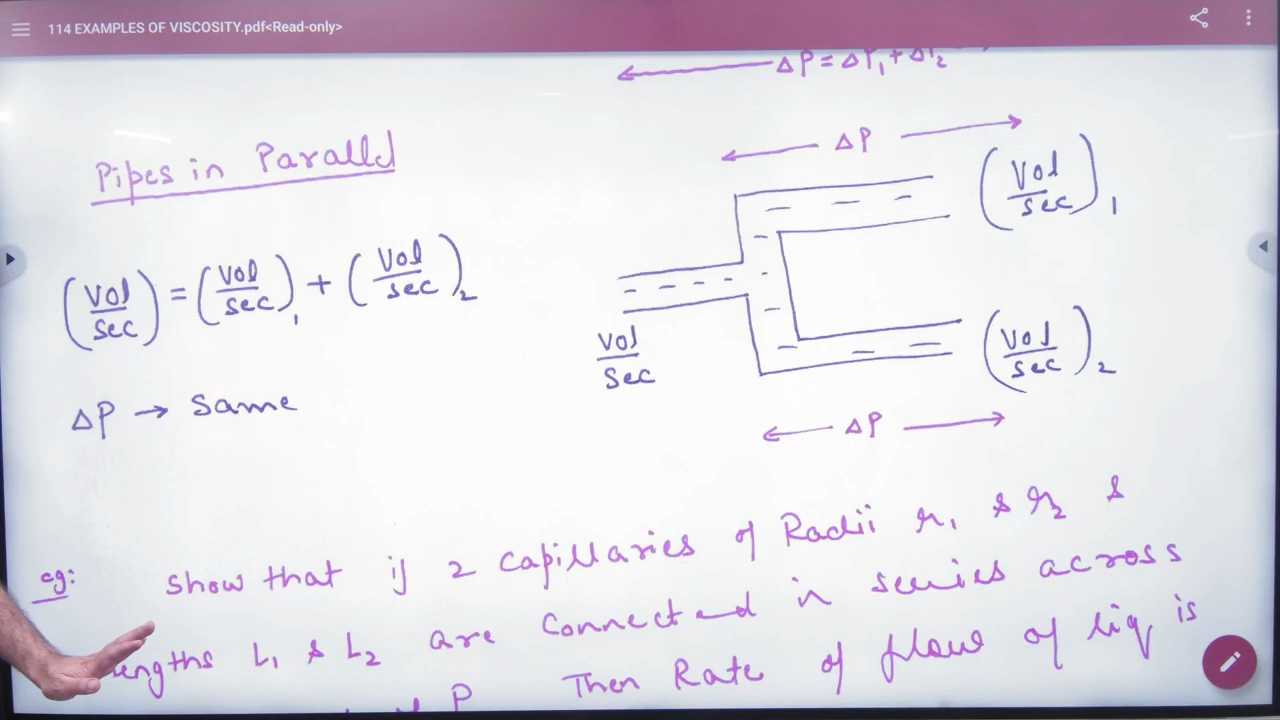 114 EXAMPLES OF VISCOSITY.pdf<Read-only>
ΔP = ΔP₁ + ΔP₂
Pipes in Parallel
ΔP
(Vol/sec)₁
(Vol/sec) = (Vol/sec)₁ + (Vol/sec)₂
Vol/Sec
(Vol/sec)₂
ΔP → Same
ΔP
eg: Show that if 2 Capillaries of Radii r₁ & r₂ &
lengths L₁ & L₂ are Connected in series across
P Then Rate of flow of liq is